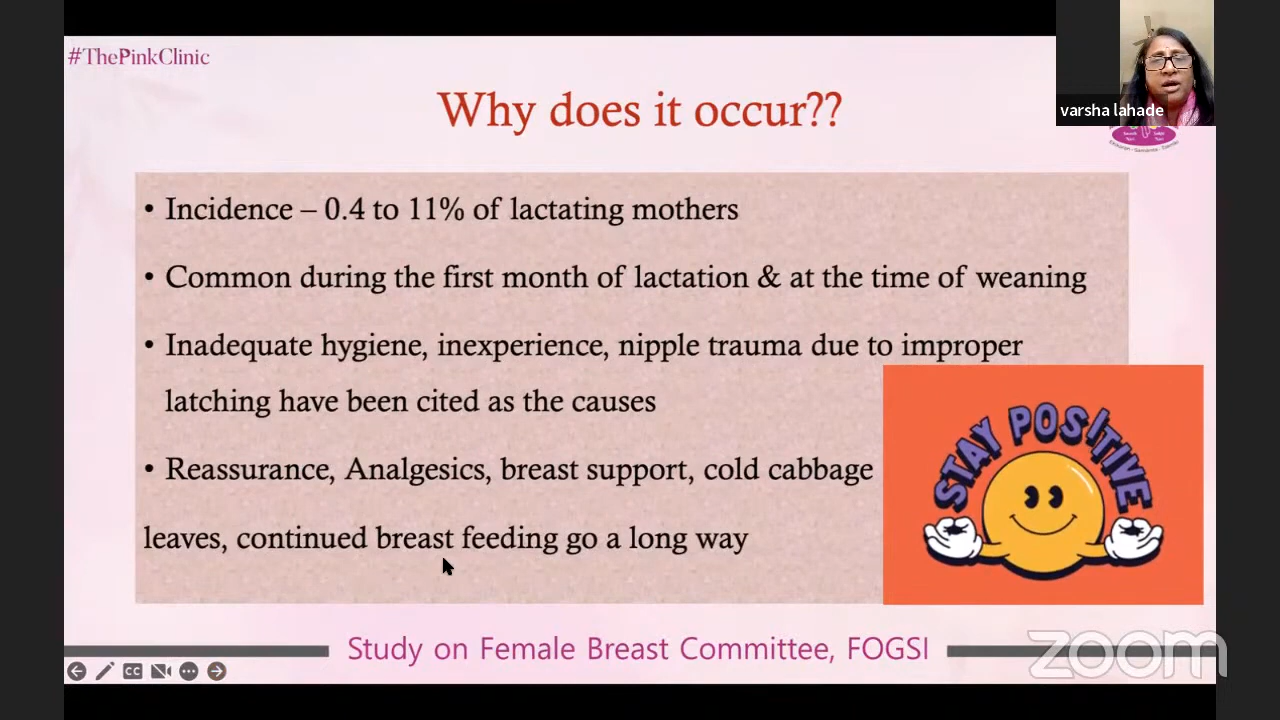 #ThePinkClinic
varsha lahade
Why does it occur??
• Incidence – 0.4 to 11% of lactating mothers
• Common during the first month of lactation & at the time of weaning
• Inadequate hygiene, inexperience, nipple trauma due to improper
latching have been cited as the causes
• Reassurance, Analgesics, breast support, cold cabbage
leaves, continued breast feeding go a long way
STAY POSITIVE
Study on Female Breast Committee, FOGSI
zoom
CC